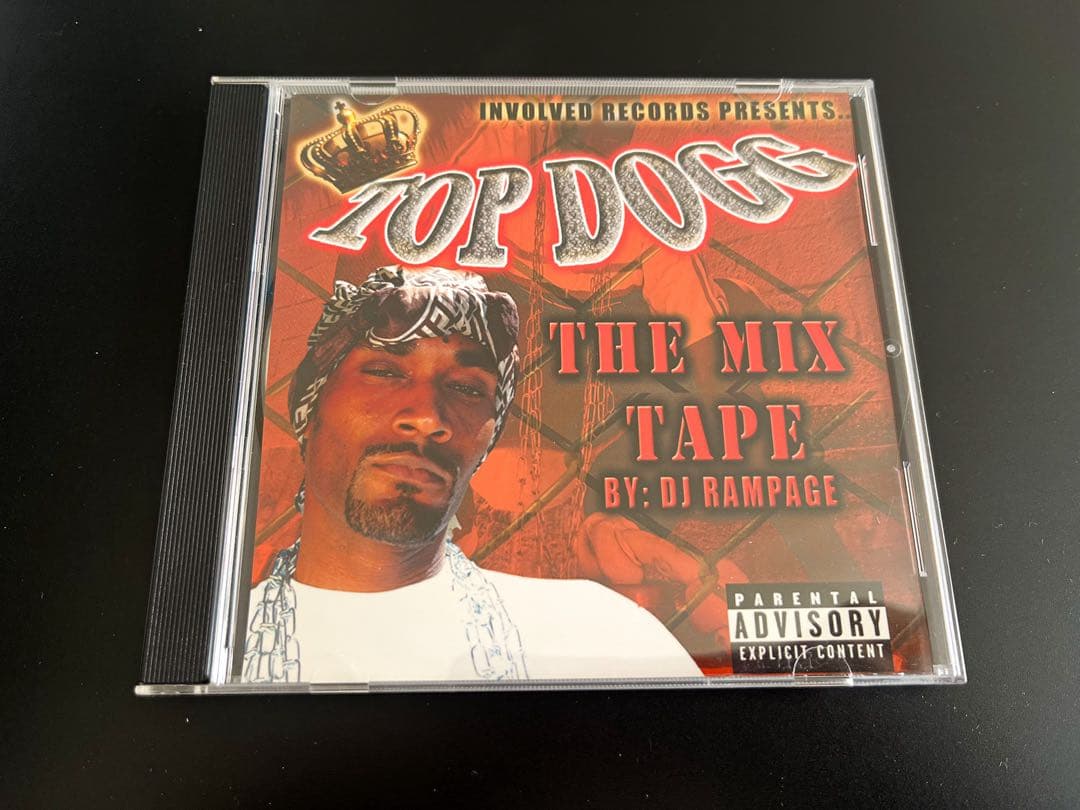 INVOLVED RECORDS PRESENTS..
TOP DOGG
THE MIX
TAPE
BY: DJ RAMPAGE
PARENTAL
ADVISORY
EXPLICIT CONTENT